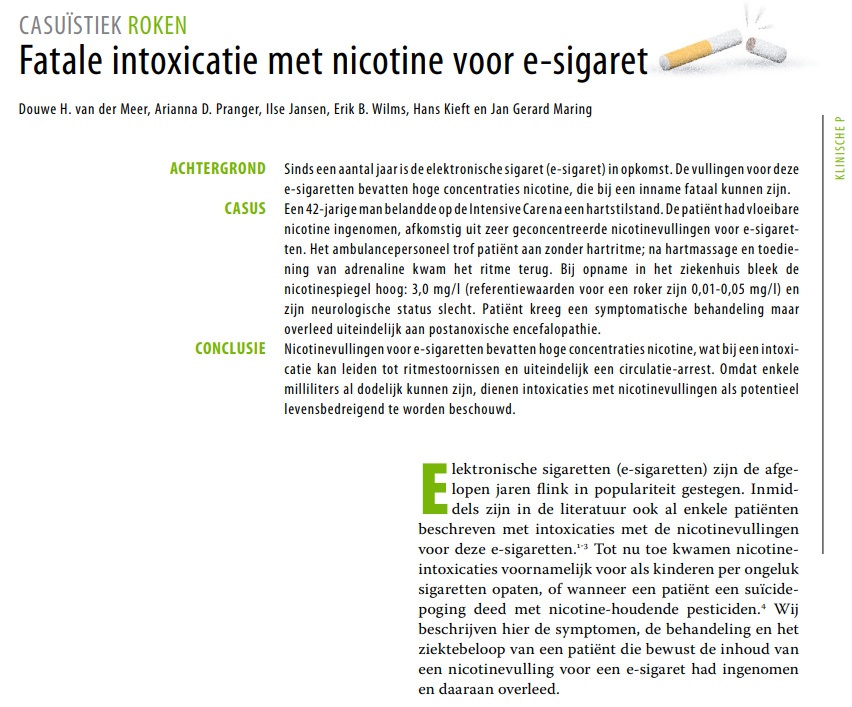 CASUÏSTIEK ROKEN
Fatale intoxicatie met nicotine voor e-sigaret
Douwe H. van der Meer, Arianna D. Pranger, Ilse Jansen, Erik B. Wilms, Hans Kieft en Jan Gerard Maring
KLINISCHE P
ACHTERGROND Sinds een aantal jaar is de elektronische sigaret (e-sigaret) in opkomst. De vullingen voor deze
e-sigaretten bevatten hoge concentraties nicotine, die bij een inname fataal kunnen zijn.
CASUS Een 42-jarige man belandde op de Intensive Care na een hartstilstand. De patiënt had vloeibare
nicotine ingenomen, afkomstig uit zeer geconcentreerde nicotinevullingen voor e-sigaret-
ten. Het ambulancepersoneel trof patiënt aan zonder hartritme; na hartmassage en toedie-
ning van adrenaline kwam het ritme terug. Bij opname in het ziekenhuis bleek de
nicotinespiegel hoog: 3,0 mg/l (referentiewaarden voor een roker zijn 0,01-0,05 mg/l) en
zijn neurologische status slecht. Patiënt kreeg een symptomatische behandeling maar
overleed uiteindelijk aan postanoxische encefalopathie.
CONCLUSIE Nicotinevullingen voor e-sigaretten bevatten hoge concentraties nicotine, wat bij een intoxi-
catie kan leiden tot ritmestoornissen en uiteindelijk een circulatie-arrest. Omdat enkele
milliliters al dodelijk kunnen zijn, dienen intoxicaties met nicotinevullingen als potentieel
levensbedreigend te worden beschouwd.
Elektronische sigaretten (e-sigaretten) zijn de afge-
lopen jaren flink in populariteit gestegen. Inmid-
dels zijn in de literatuur ook al enkele patiënten
beschreven met intoxicaties met de nicotinevullingen
voor deze e-sigaretten.¹⁻³ Tot nu toe kwamen nicotine-
intoxicaties voornamelijk voor als kinderen per ongeluk
sigaretten opaten, of wanneer een patiënt een suïcide-
poging deed met nicotine-houdende pesticiden.⁴ Wij
beschrijven hier de symptomen, de behandeling en het
ziektebeloop van een patiënt die bewust de inhoud van
een nicotinevulling voor een e-sigaret had ingenomen
en daaraan overleed.